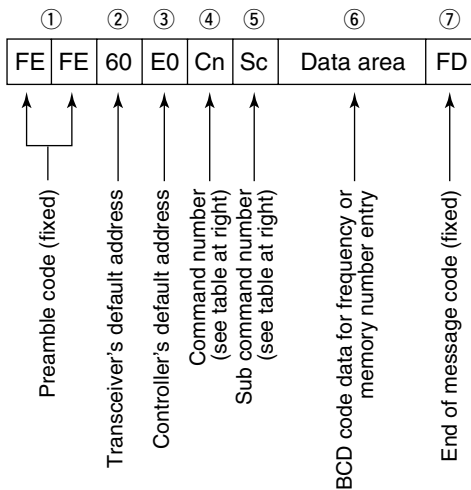 ① ② ③ ④ ⑤ ⑥ ⑦
FE FE 60 E0 Cn Sc Data area FD
Preamble code (fixed)
Transceiver's default address
Controller's default address
Command number
(see table at right)
Sub command number
(see table at right)
BCD code data for frequency or
memory number entry
End of message code (fixed)